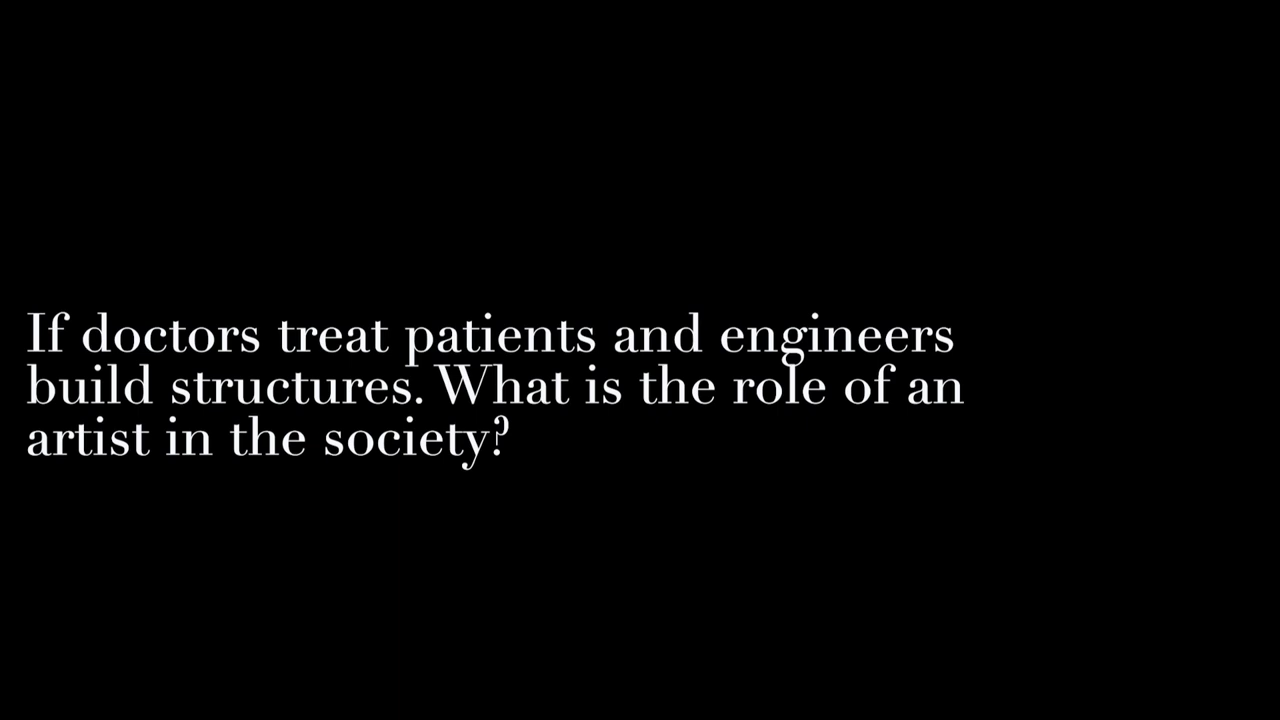 If doctors treat patients and engineers
build structures. What is the role of an
artist in the society?